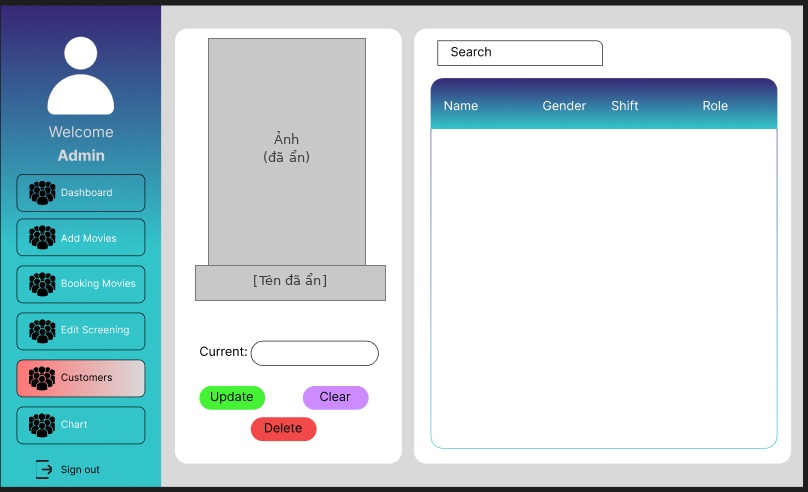 Welcome
Admin
Dashboard
Add Movies
Booking Movies
Edit Screening
Customers
Chart
Sign out
Ảnh
(đã ẩn)
[Tên đã ẩn]
Current:
Update
Clear
Delete
Search
Name Gender Shift Role